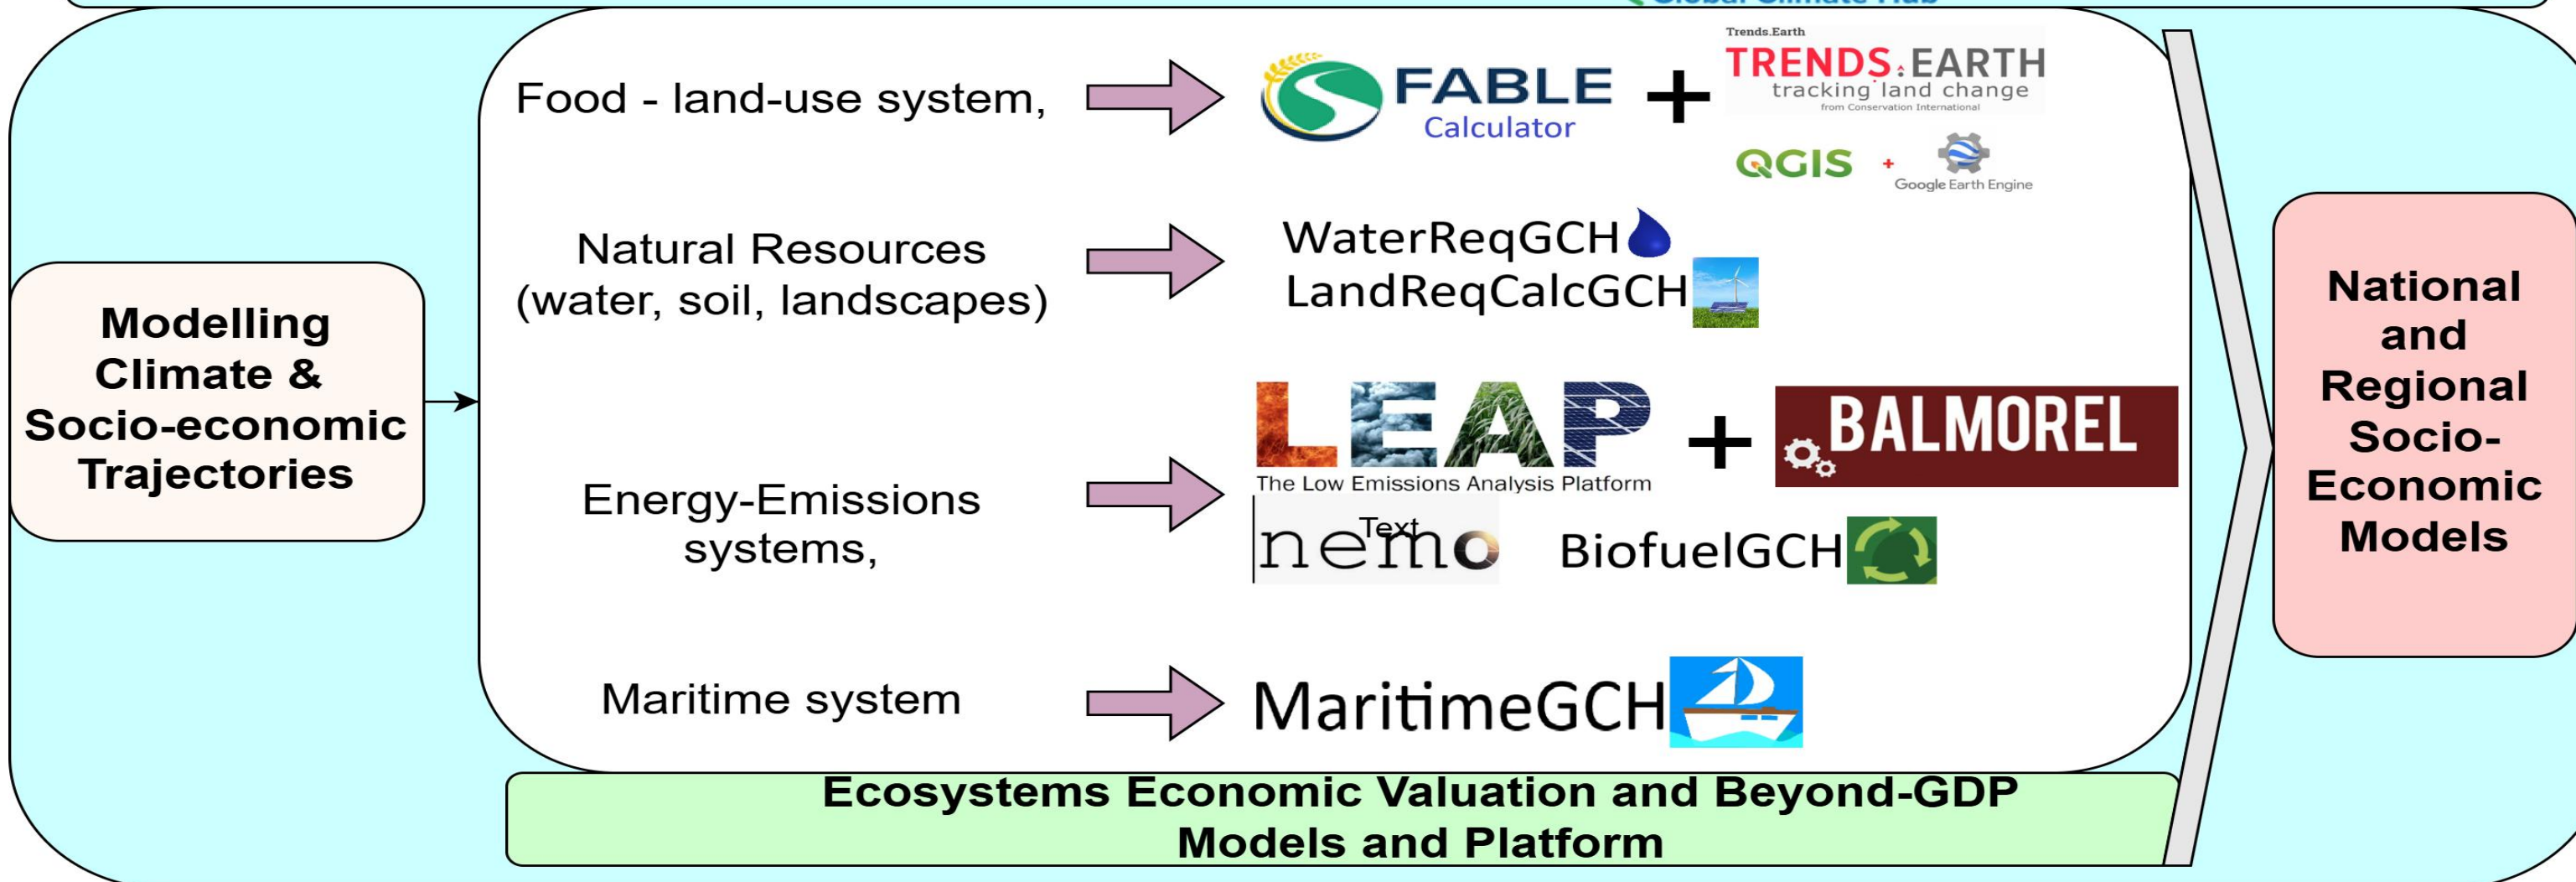 Global Climate Hub
Modelling
Climate &
Socio-economic
Trajectories
Food - land-use system,
FABLE
Calculator
+
Trends.Earth
TRENDS.EARTH
tracking land change
from Conservation International
QGIS +
Google Earth Engine
Natural Resources
(water, soil, landscapes)
WaterReqGCH
LandReqCalcGCH
Energy-Emissions
systems,
LEAP
The Low Emissions Analysis Platform
+
BALMOREL
nemo
Text
BiofuelGCH
Maritime system
MaritimeGCH
Ecosystems Economic Valuation and Beyond-GDP
Models and Platform
National
and
Regional
Socio-
Economic
Models